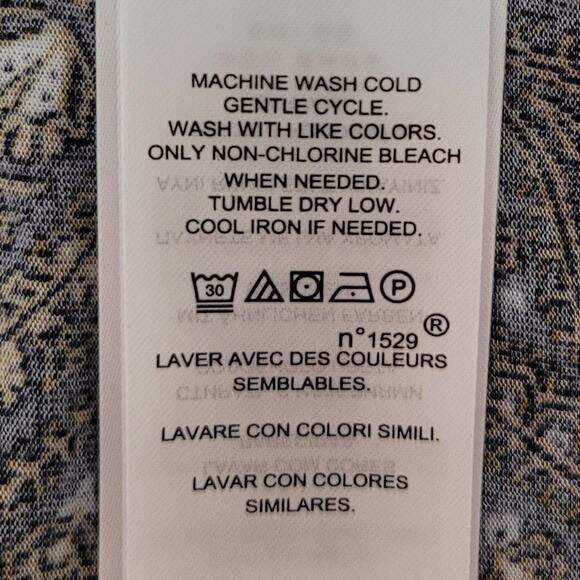 MACHINE WASH COLD
GENTLE CYCLE.
WASH WITH LIKE COLORS.
ONLY NON-CHLORINE BLEACH
WHEN NEEDED.
TUMBLE DRY LOW.
COOL IRON IF NEEDED.
30 P
n°1529®
LAVER AVEC DES COULEURS
SEMBLABLES.
LAVARE CON COLORI SIMILI.
LAVAR CON COLORES
SIMILARES.